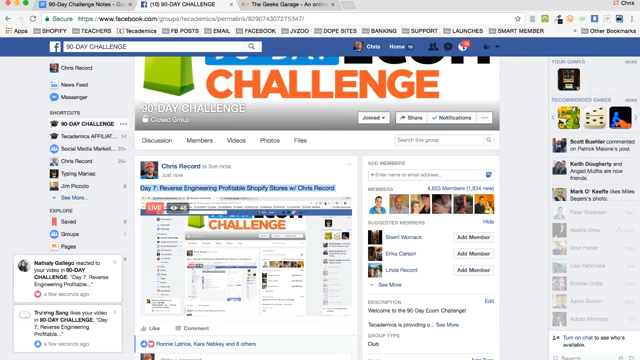 90-Day Challenge Notes - Go
(10) 90-DAY CHALLENGE
The Geeks Garage - An onli
Chris
Secure
https://www.facebook.com/groups/tecademics/permalink/829074307275347/
Apps
SHOPIFY
TEACHERS
Tecademics
FB POSTS
EMAIL
JVZOO
DROPSHIPPING
LAUNCHES
SMART MEMBER
Other Bookmarks
90-DAY CHALLENGE
Chris
Home
Chris Record
News Feed
Messenger
SHORTCUTS
90-DAY CHALLENGE
Tecademics AFFILIAT...
Social Media Marketi...
Chris Record
Typing Maniac
Jim Piccolo
See More...
EXPLORE
Saved
Groups
Pages
Nathaly Gallego
reacted to your video in 90-DAY
CHALLENGE: "Day 7:
Reverse Engineering
Profitable..."
a few seconds ago
Trương Sang likes your
video in 90-DAY
CHALLENGE: "Day 7:
Reverse Engineering
Profitable..."
a few seconds ago
CHALLENGE
90-DAY CHALLENGE
Closed Group
Joined
Share
Notifications
Discussion
Members
Videos
Photos
Files
Search this group
Chris Record is live now.
Just now
Day 7: Reverse Engineering Profitable Shopify Stores w/ Chris Record
LIVE
Like
Comment
Ronnie Latrice, Kara Nabkey and 8 others
ADD MEMBERS
+ Enter name or email address...
MEMBERS
4,623 Members (1,834 new)
SUGGESTED MEMBERS
Hide
Sherri Womack
Add Member
Erika Carson
Add Member
Linda Record
Add Member
See More
DESCRIPTION
Edit
Welcome to the 90-Day Ecom Challenge!
Tecademics is providing o... See More
GROUP TYPE
Club
YOUR GAMES
RECOMMENDED GAMES
Scott Buehler commented
on Patrick Malone's post.
Keith Dougherty and
Angad Mutha are now
friends.
Mark O' Keefe likes Miles
Segers's photo.
Turn on chat to see who's
available.